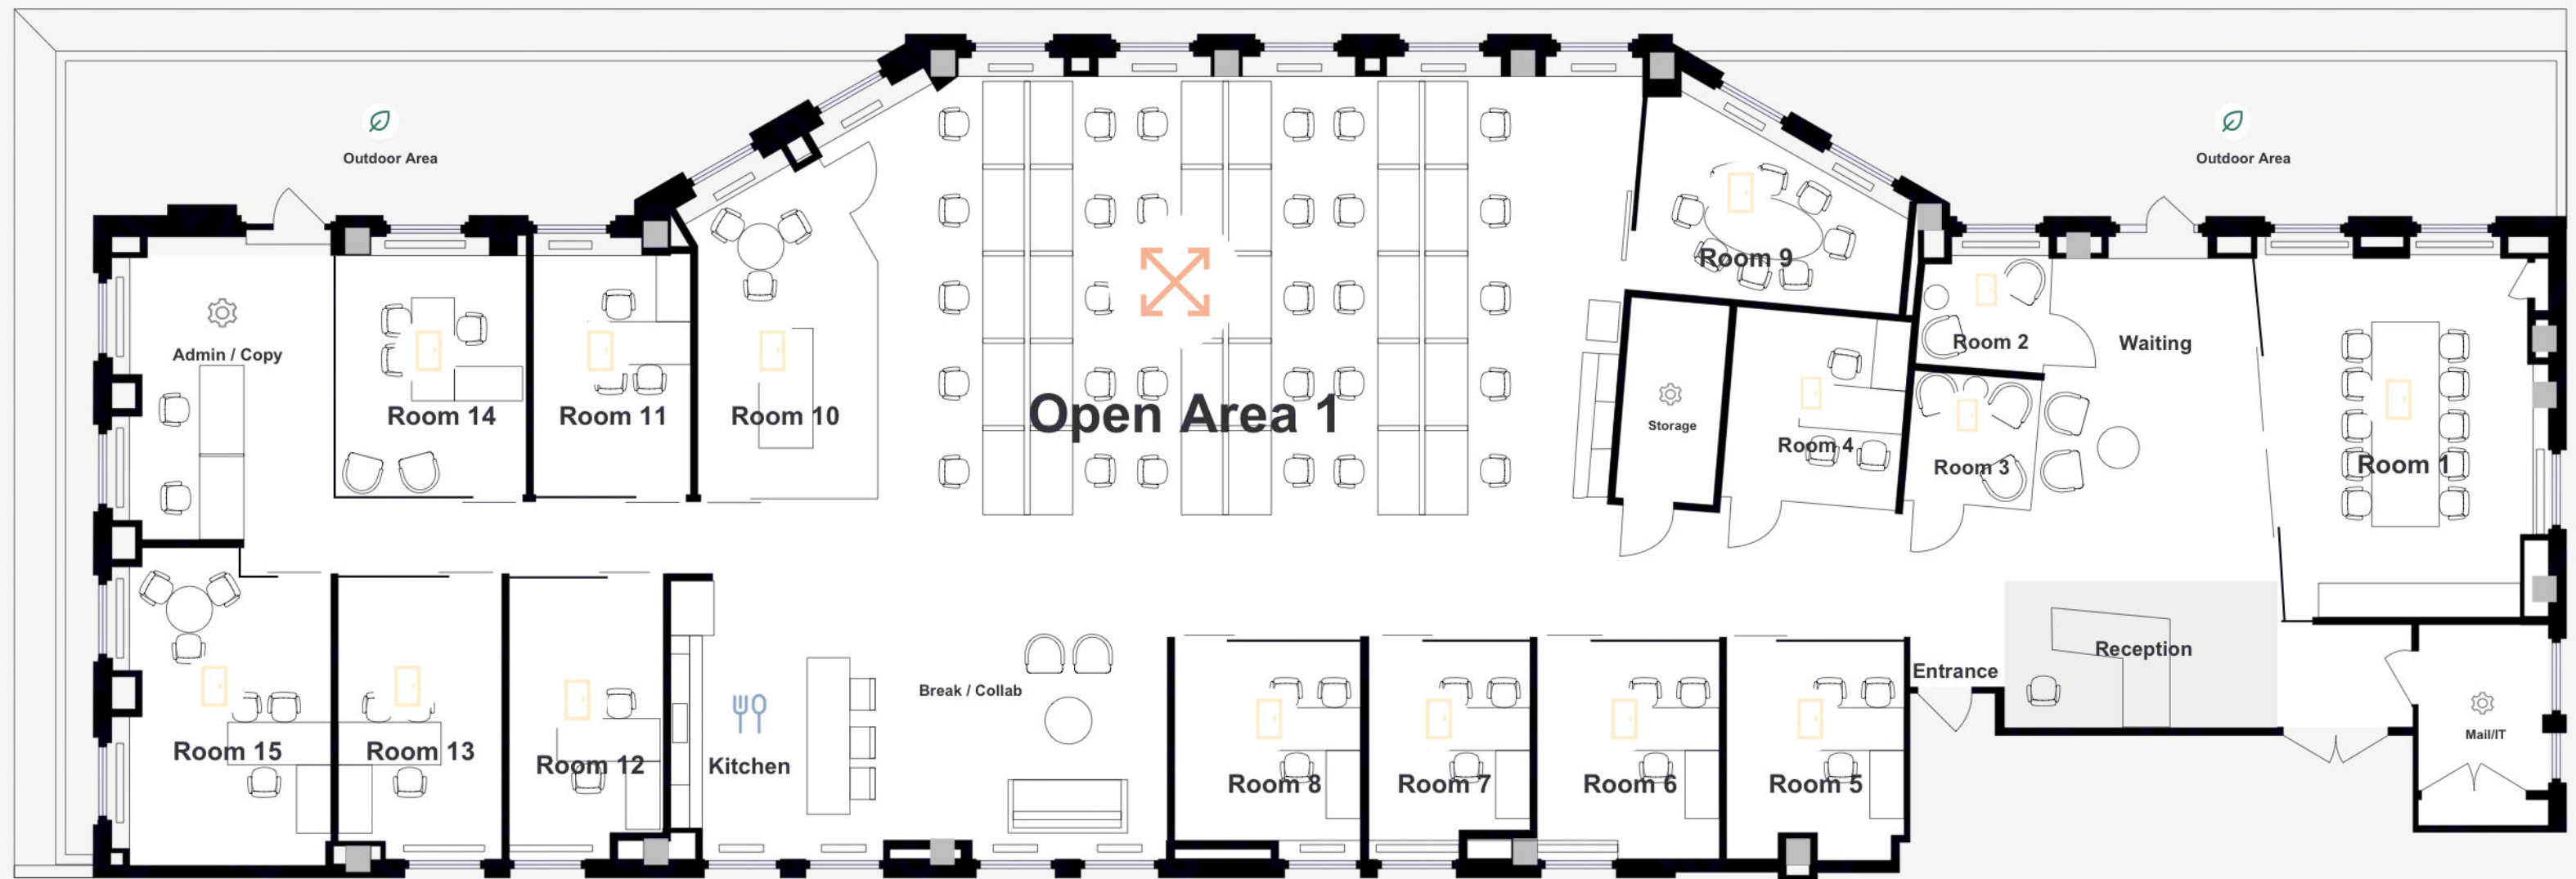 Outdoor Area
Outdoor Area
Room 9
Admin / Copy
Room 2
Waiting
Room 14
Room 11
Room 10
Open Area 1
Storage
Room 4
Room 3
Room 1
Reception
Entrance
Break / Collab
Mail/IT
Room 15
Room 13
Room 12
Kitchen
Room 8
Room 7
Room 6
Room 5